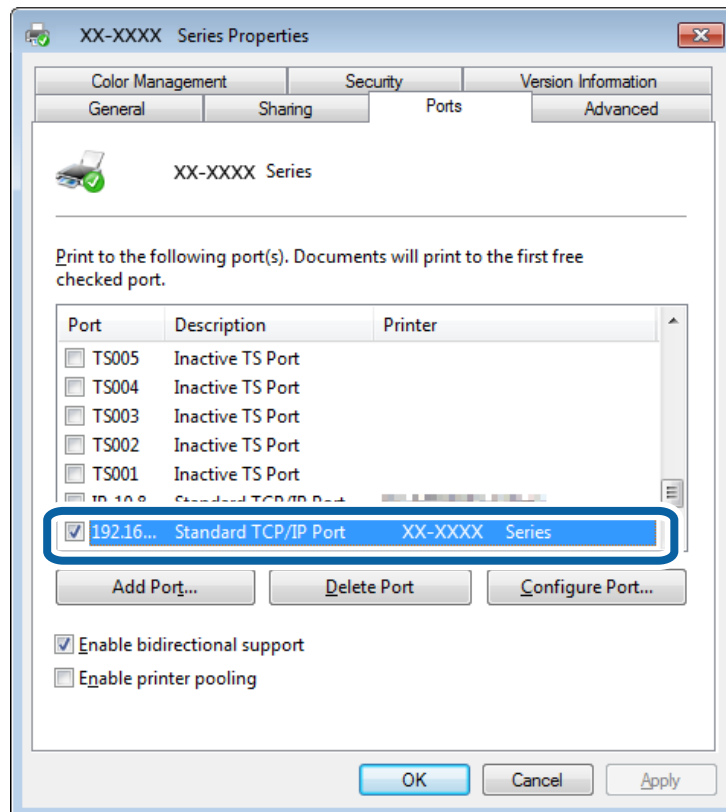 XX-XXXX Series Properties
Color Management Security Version Information
General Sharing Ports Advanced
XX-XXXX Series
Print to the following port(s). Documents will print to the first free
checked port.
Port Description Printer
TS005 Inactive TS Port
TS004 Inactive TS Port
TS003 Inactive TS Port
TS002 Inactive TS Port
TS001 Inactive TS Port
Standard TCP/IP Port
192.16... Standard TCP/IP Port XX-XXXX Series
Add Port... Delete Port Configure Port...
Enable bidirectional support
Enable printer pooling
OK Cancel Apply